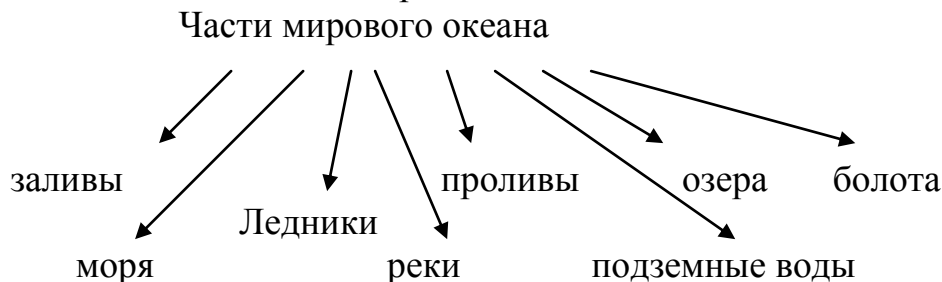 Части мирового океана
заливы проливы озера болота
Ледники
моря реки подземные воды